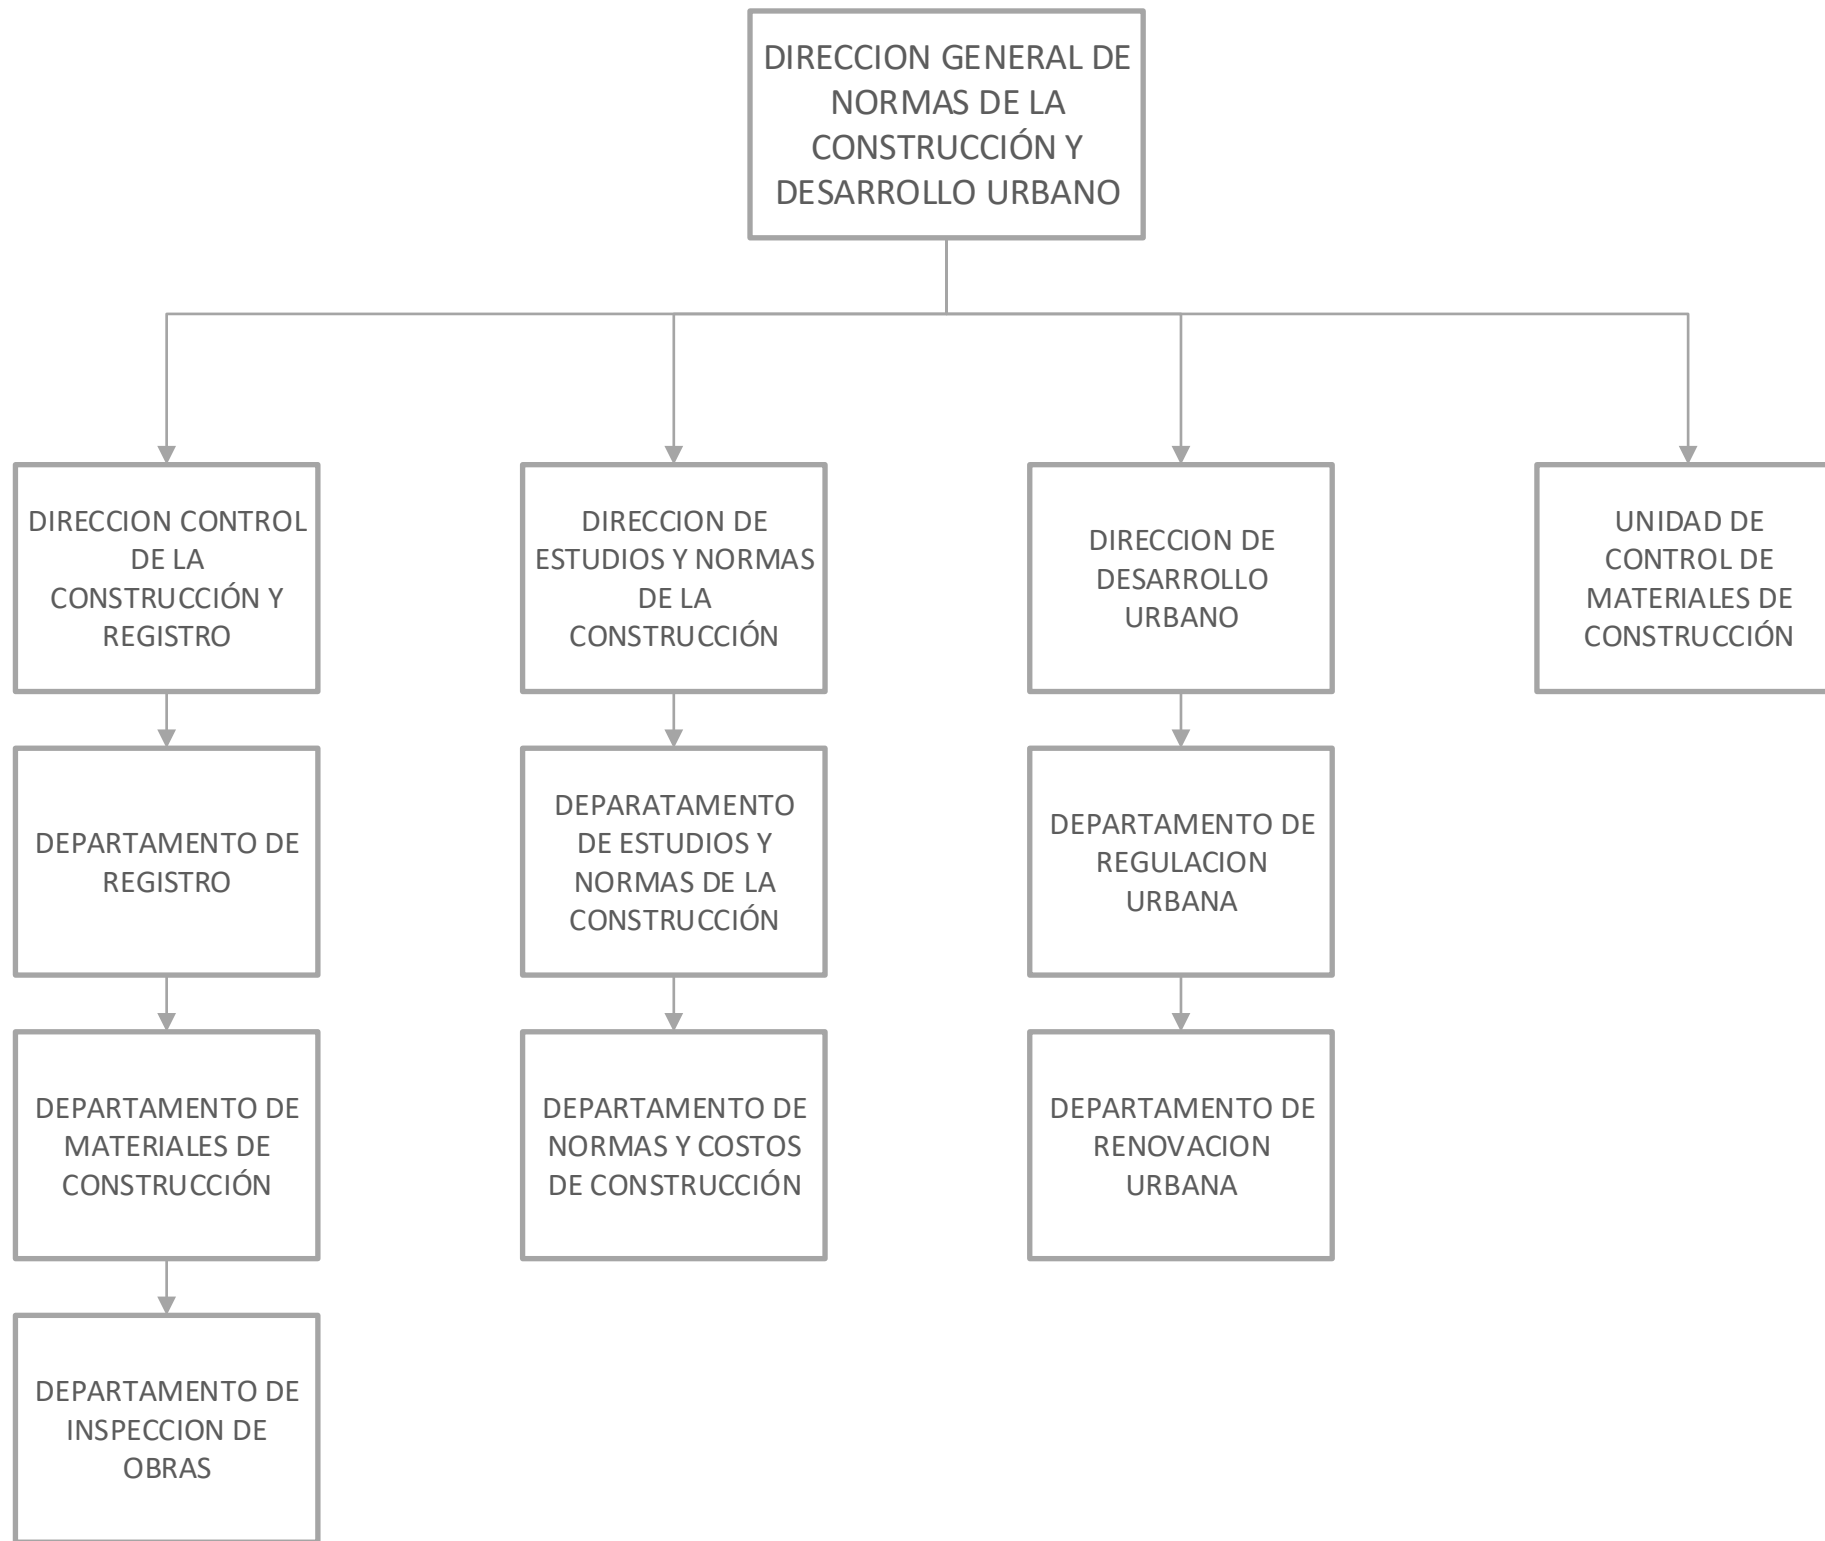 DIRECCION GENERAL DE
NORMAS DE LA
CONSTRUCCIÓN Y
DESARROLLO URBANO
DIRECCION CONTROL
DE LA
CONSTRUCCIÓN Y
REGISTRO
DIRECCION DE
ESTUDIOS Y NORMAS
DE LA
CONSTRUCCIÓN
DIRECCION DE
DESARROLLO
URBANO
UNIDAD DE
CONTROL DE
MATERIALES DE
CONSTRUCCIÓN
DEPARTAMENTO DE
REGISTRO
DEPARATAMENTO
DE ESTUDIOS Y
NORMAS DE LA
CONSTRUCCIÓN
DEPARTAMENTO DE
REGULACION
URBANA
DEPARTAMENTO DE
MATERIALES DE
CONSTRUCCIÓN
DEPARTAMENTO DE
NORMAS Y COSTOS
DE CONSTRUCCIÓN
DEPARTAMENTO DE
RENOVACION
URBANA
DEPARTAMENTO DE
INSPECCION DE
OBRAS